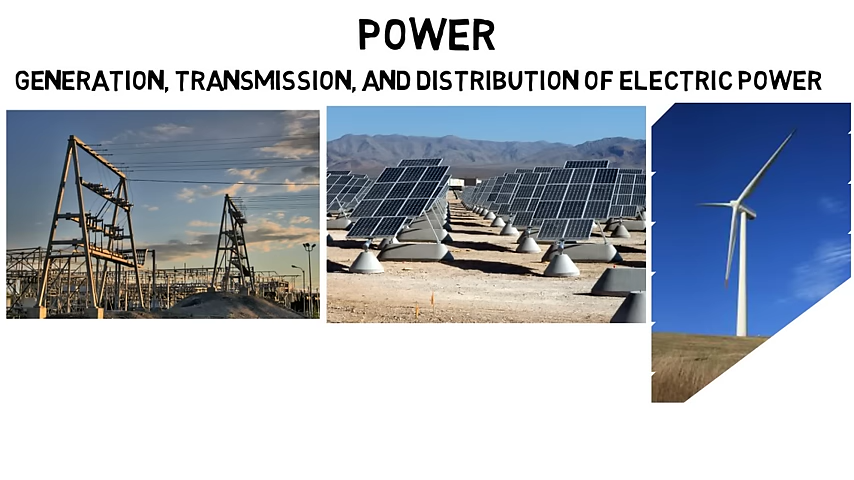 POWER
GENERATION, TRANSMISSION, AND DISTRIBUTION OF ELECTRIC POWER